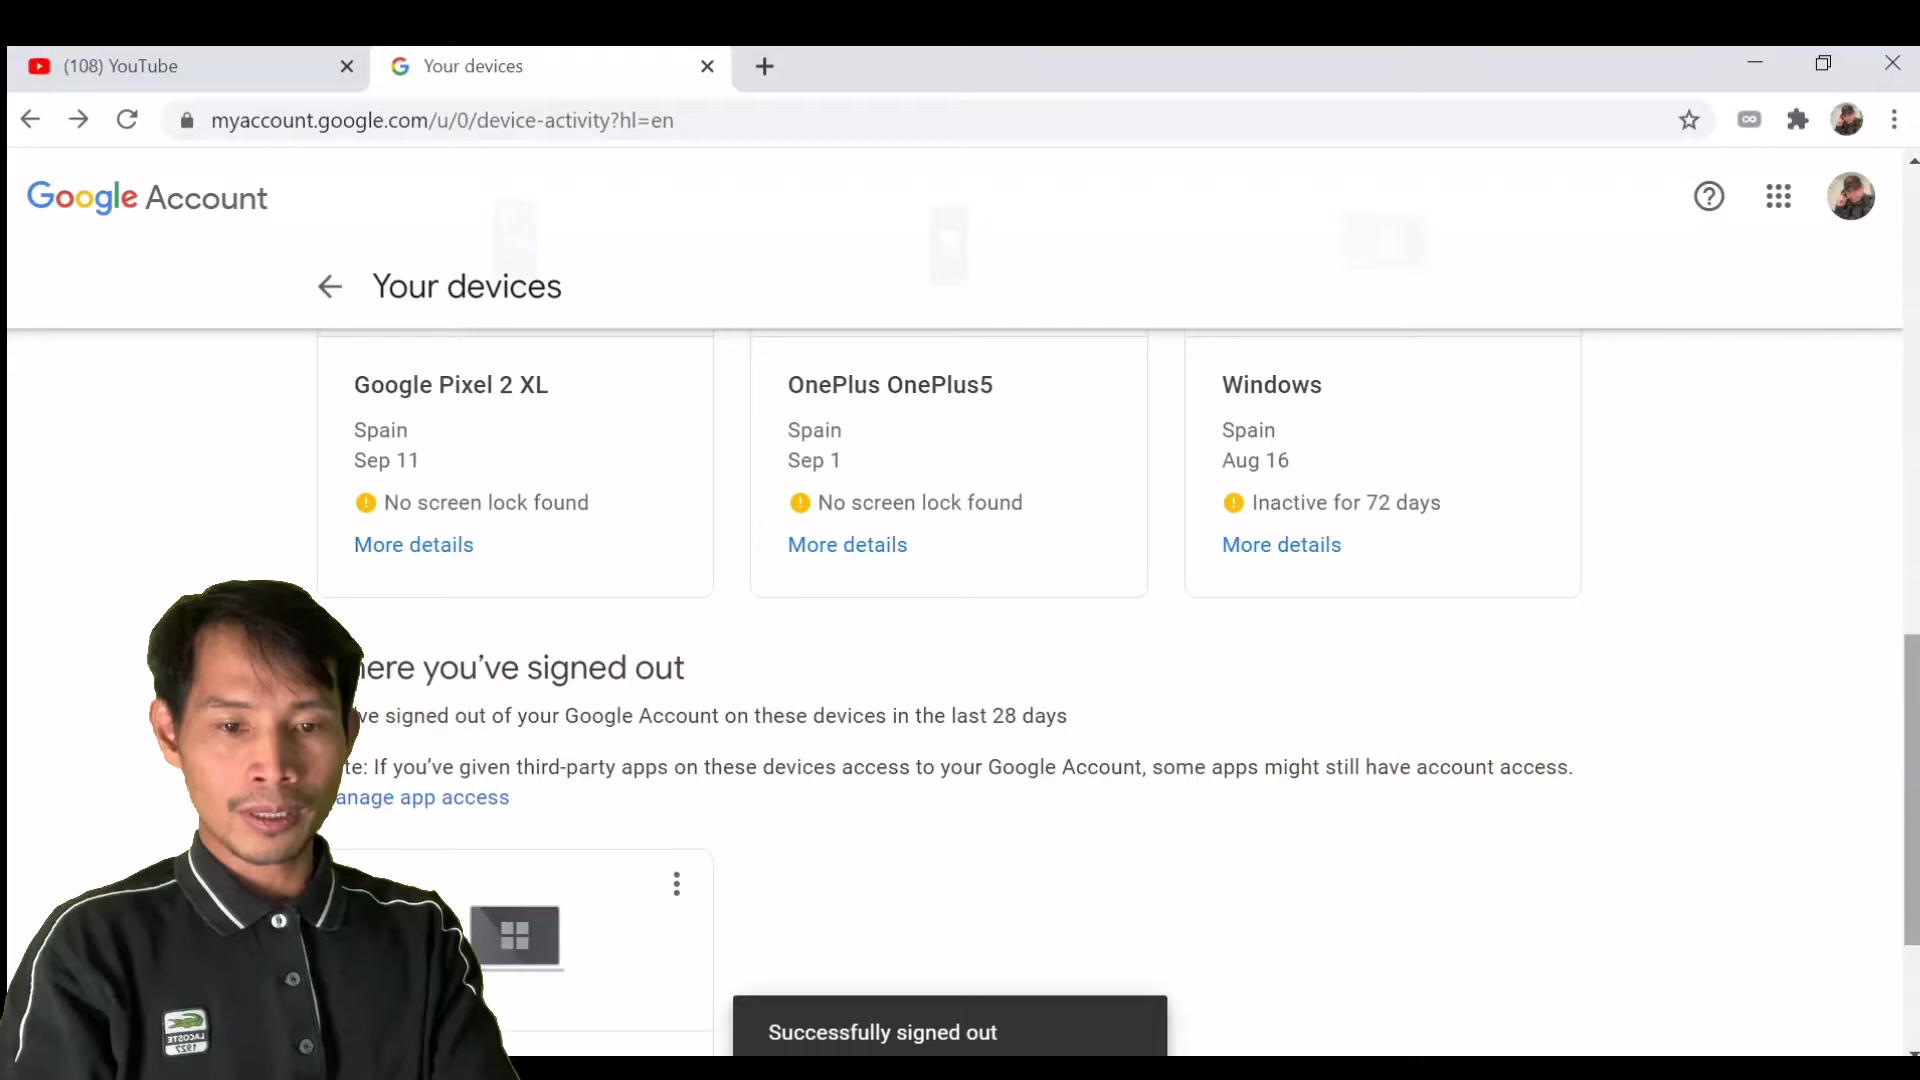 (108) YouTube
Your devices
myaccount.google.com/u/0/device-activity?hl=en
Google Account
Your devices
Google Pixel 2 XL
Spain
Sep 11
No screen lock found
More details
OnePlus OnePlus5
Spain
Sep 1
No screen lock found
More details
Windows
Spain
Aug 16
Inactive for 72 days
More details
here you’ve signed out
've signed out of your Google Account on these devices in the last 28 days
te: If you’ve given third-party apps on these devices access to your Google Account, some apps might still have account access.
anage app access
LACOSTE
1927
Successfully signed out